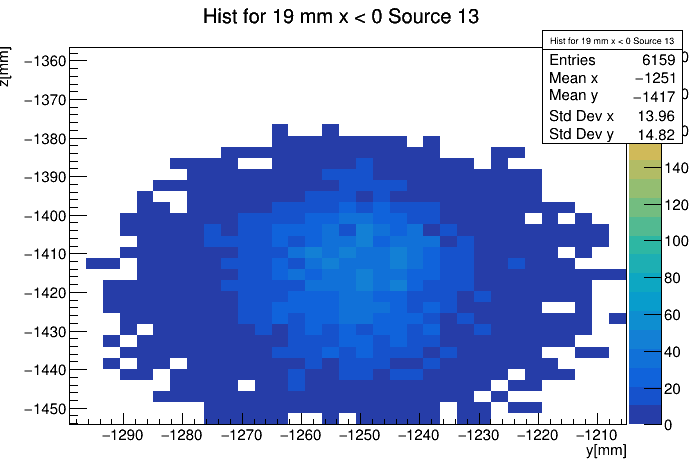 Hist for 19 mm x < 0 Source 13
Hist for 19 mm x < 0 Source 13
Entries 6159
Mean x −1251
Mean y −1417
Std Dev x 13.96
Std Dev y 14.82
z[mm]
−1360
−1370
−1380
−1390
−1400
−1410
−1420
−1430
−1440
−1450
−1290 −1280 −1270 −1260 −1250 −1240 −1230 −1220 −1210
y[mm]
140
120
100
80
60
40
20
0